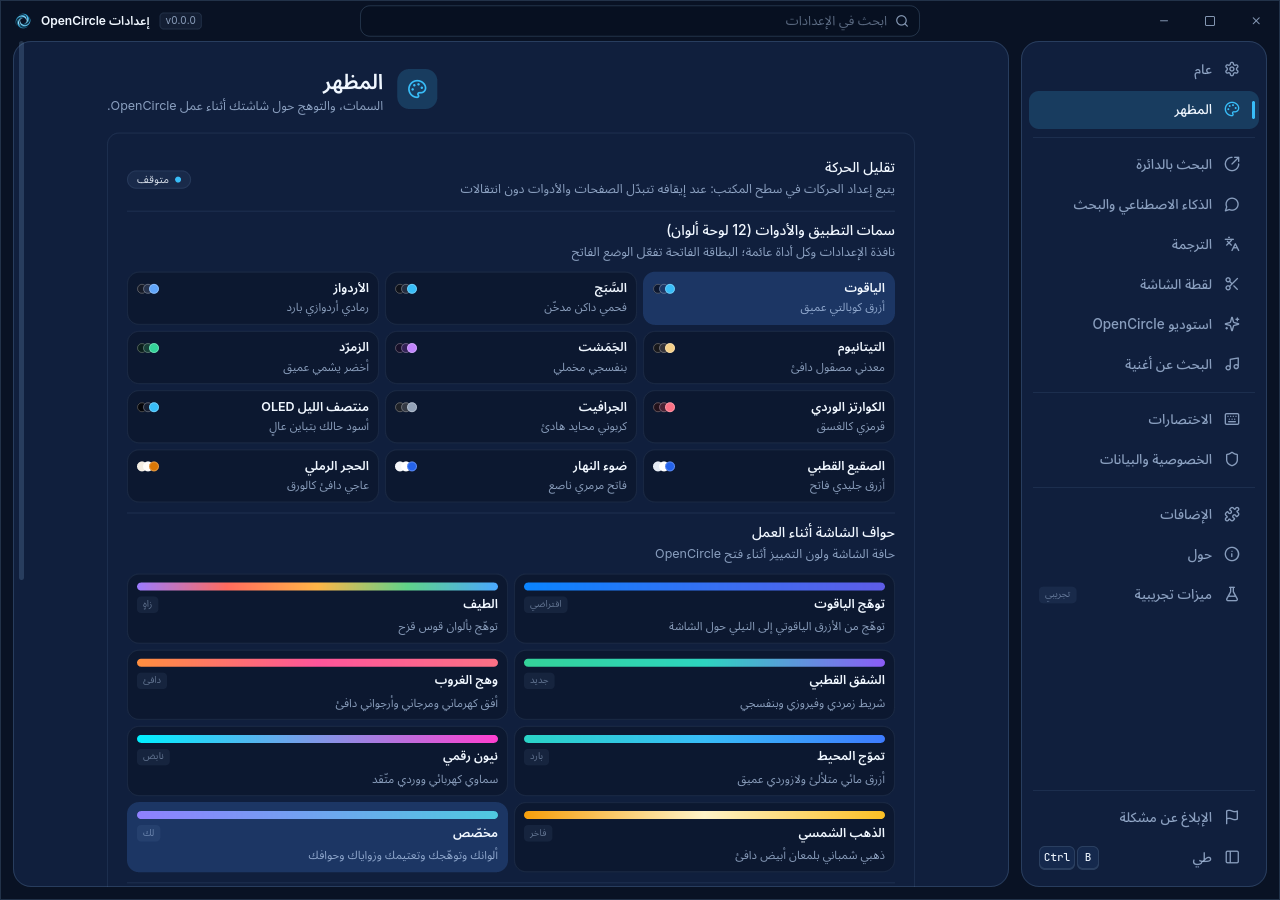 إعدادات OpenCircle
v0.0.0
ابحث في الإعدادات
عام
المظهر
البحث بالدائرة
الذكاء الاصطناعي والبحث
الترجمة
لقطة الشاشة
استوديو OpenCircle
البحث عن أغنية
الاختصارات
الخصوصية والبيانات
الإضافات
حول
ميزات تجريبية
تجريبي
الإبلاغ عن مشكلة
طي
Ctrl B
المظهر
السمات، والتوهج حول شاشتك أثناء عمل OpenCircle.
تقليل الحركة
متوقف
يتبع إعداد الحركات في سطح المكتب: عند إيقافه تتبدّل الصفحات والأدوات دون انتقالات
سمات التطبيق والأدوات (12 لوحة ألوان)
نافذة الإعدادات وكل أداة عائمة؛ البطاقة الفاتحة تفعّل الوضع الفاتح
الياقوت
أزرق كوبالتي عميق
السَّبَج
فحمي داكن مدخّن
الأردواز
رمادي أردوازي بارد
التيتانيوم
معدني مصقول دافئ
الجَمَشت
بنفسجي مخملي
الزمرّد
أخضر يشمي عميق
الكوارتز الوردي
قرمزي كالغسق
الجرافيت
كربوني محايد هادئ
منتصف الليل OLED
أسود حالك بتباين عالٍ
الصقيع القطبي
أزرق جليدي فاتح
ضوء النهار
فاتح مرمري ناصع
الحجر الرملي
عاجي دافئ كالورق
حواف الشاشة أثناء العمل
حافة الشاشة ولون التمييز أثناء فتح OpenCircle
توهّج الياقوت
افتراضي
توهّج من الأزرق الياقوتي إلى النيلي حول الشاشة
الطيف
زاهٍ
توهّج بألوان قوس قزح
الشفق القطبي
جديد
شريط زمردي وفيروزي وبنفسجي
وهج الغروب
دافئ
أفق كهرماني ومرجاني وأرجواني دافئ
تموّج المحيط
بارد
أزرق مائي متلألئ ولازوردي عميق
نيون رقمي
نابض
سماوي كهربائي ووردي متّقد
الذهب الشمسي
فاخر
ذهبي شمباني بلمعان أبيض دافئ
مخصّص
لك
ألوانك وتوهّجك وتعتيمك وزواياك وحوافك